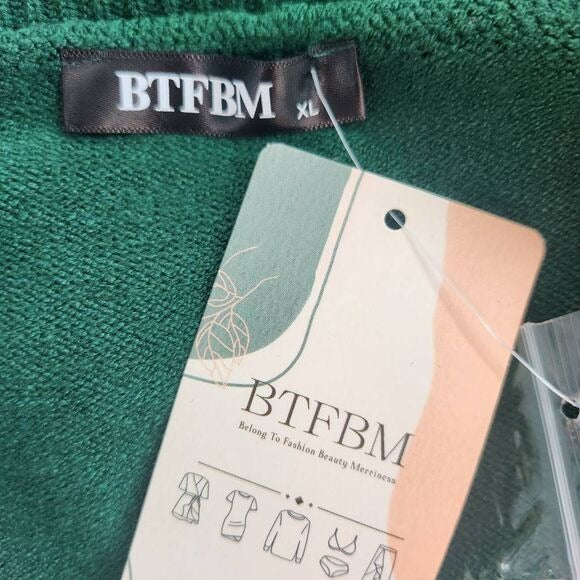 BTFBM XL
BTFBM
Belong To Fashion Beauty Merriness